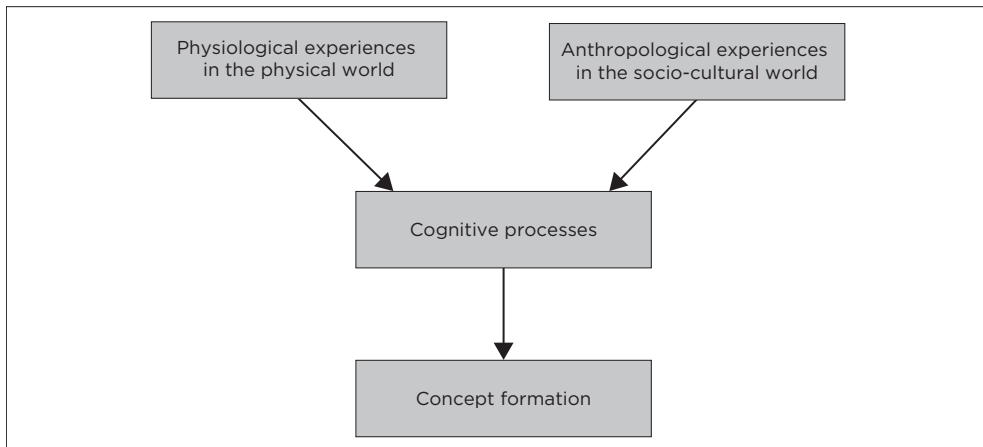 Physiological experiences
in the physical world
Anthropological experiences
in the socio-cultural world
Cognitive processes
Concept formation